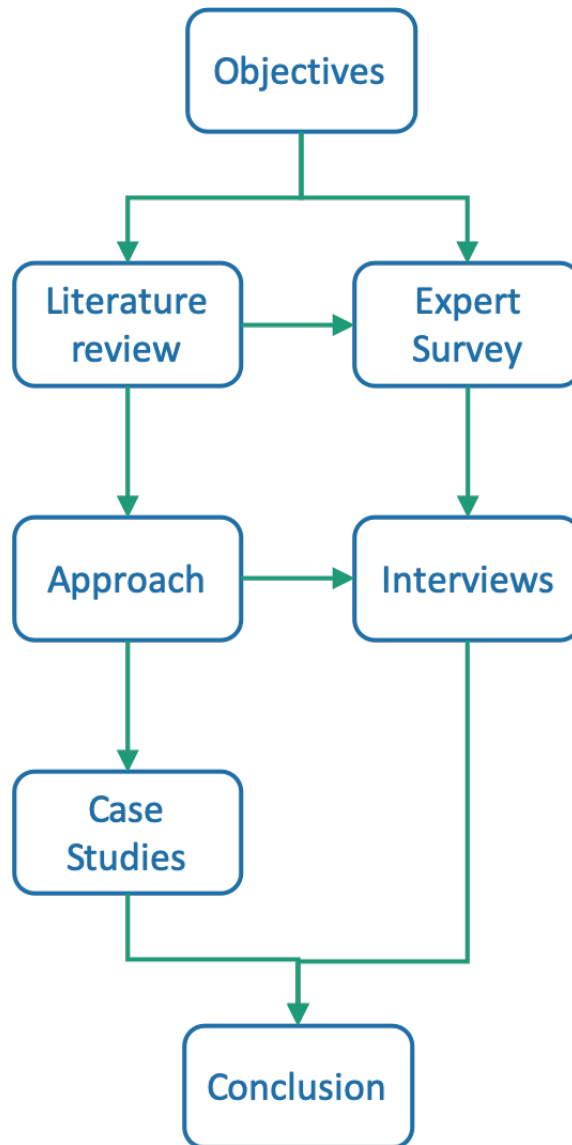 Objectives
Literature
review
Expert
Survey
Approach
Interviews
Case
Studies
Conclusion